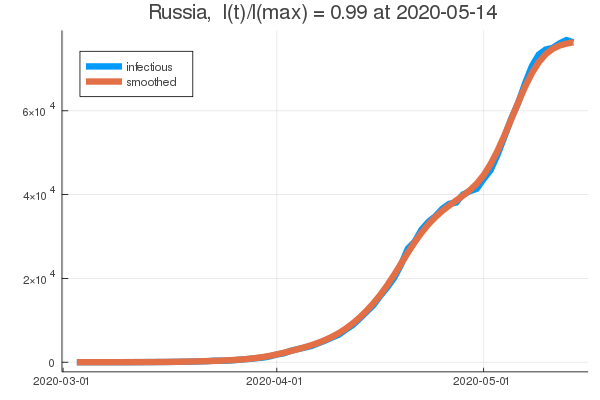 Russia, I(t)/I(max) = 0.99 at 2020-05-14
infectious
smoothed
6×10 4
4×10 4
2×10 4
0
2020-03-01 2020-04-01 2020-05-01